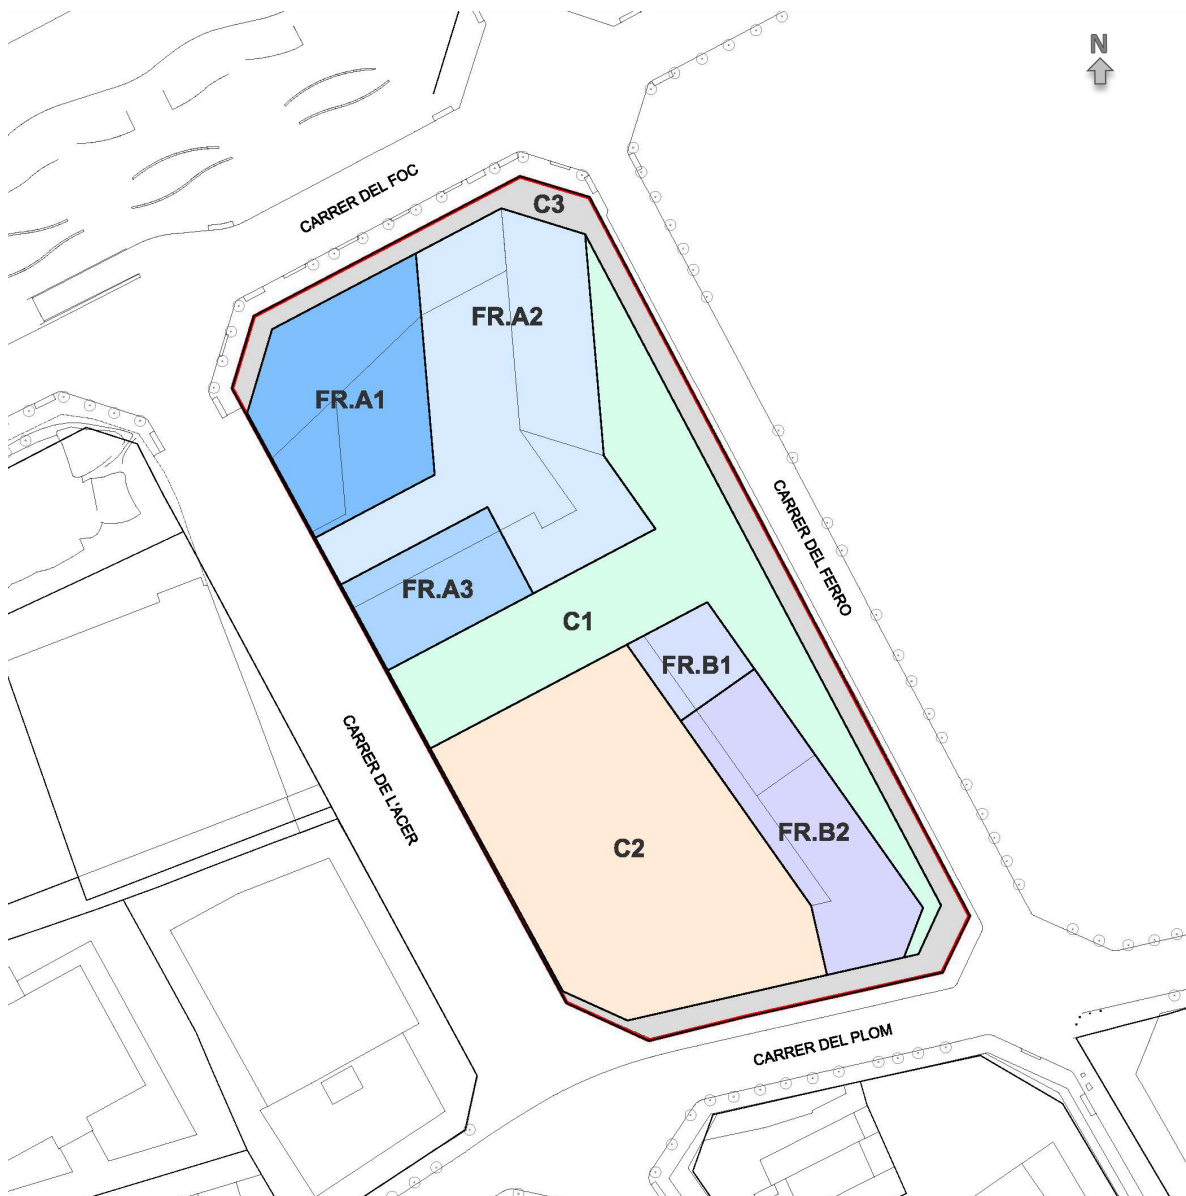 N
CARRER DEL FOC
C3
FR.A2
FR.A1
CARRER DEL FERRO
FR.A3
C1
FR.B1
CARRER DE L'ACER
FR.B2
C2
CARRER DEL PLOM